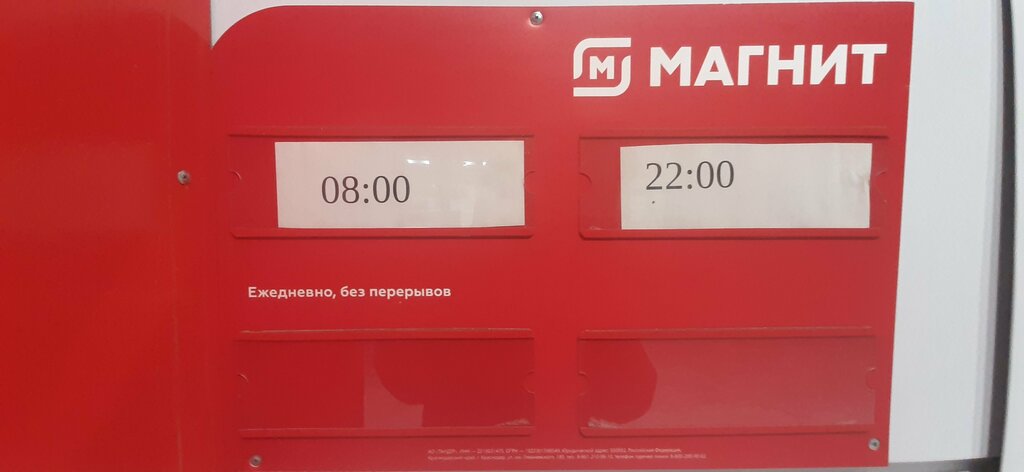 М МАГНИТ
08:00
22:00
Ежедневно, без перерывов